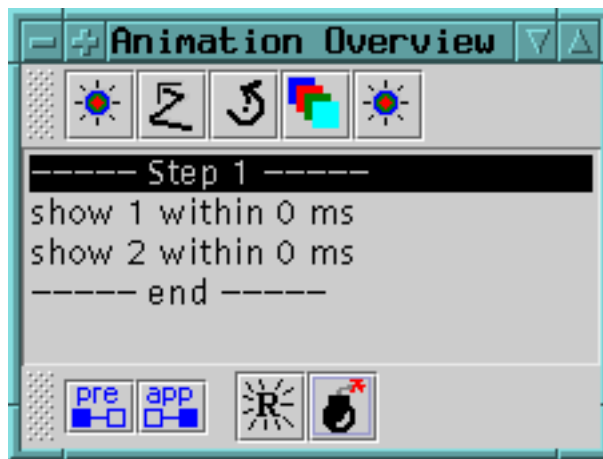 Animation Overview
----- Step 1 -----
show 1 within 0 ms
show 2 within 0 ms
----- end -----
pre app R